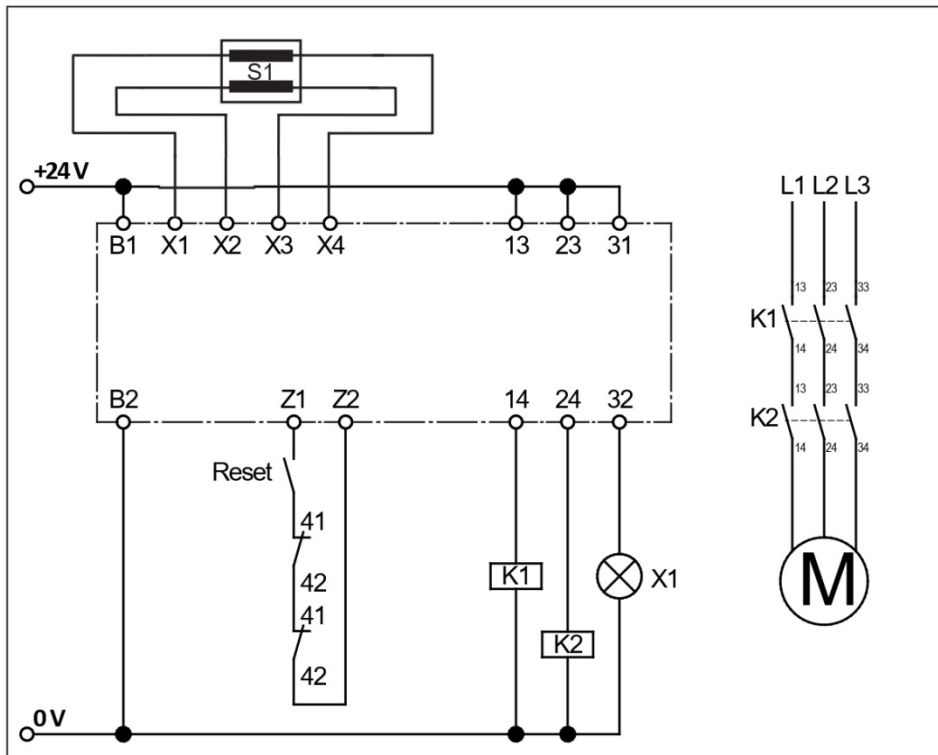 S1
+24V
B1 X1 X2 X3 X4 13 23 31
B2 Z1 Z2 14 24 32
Reset
41
42
41
42
K1
K2
X1
0V
L1 L2 L3
13 23 33
K1
14 24 34
13 23 33
K2
14 24 34
M